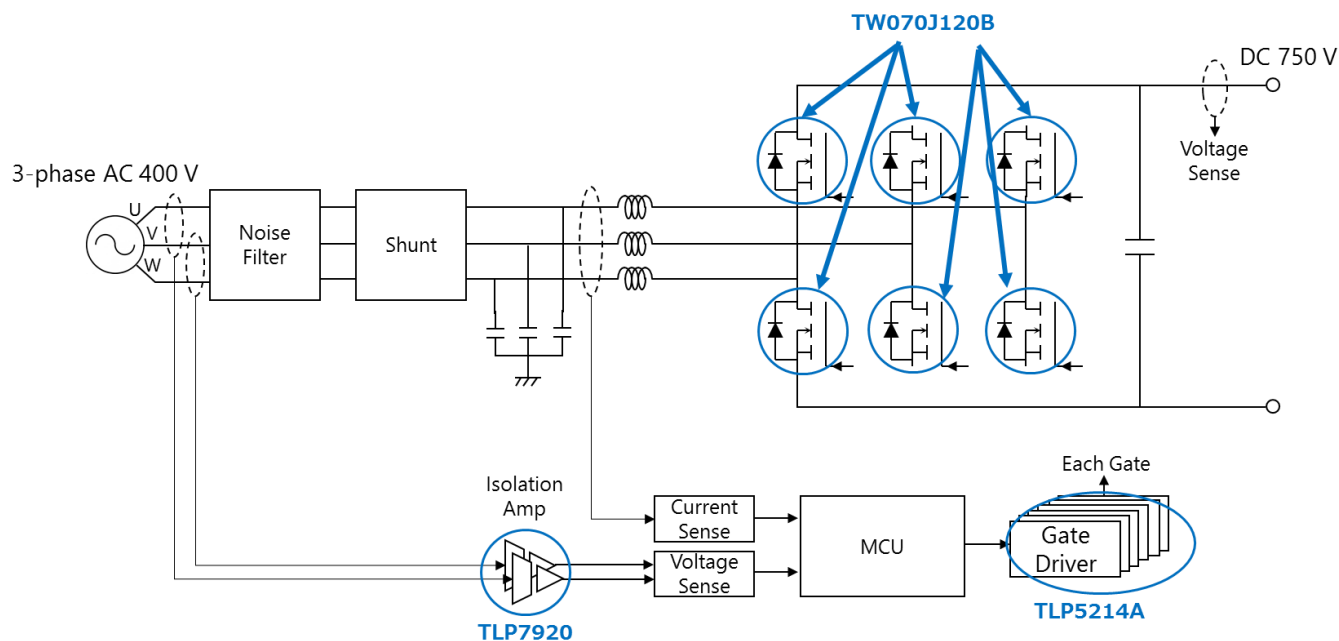 TW070J120B
DC 750 V
Voltage
Sense
3-phase AC 400 V
U
V
W
Noise
Filter
Shunt
Isolation
Amp
TLP7920
Current
Sense
Voltage
Sense
MCU
Each Gate
Gate
Driver
TLP5214A